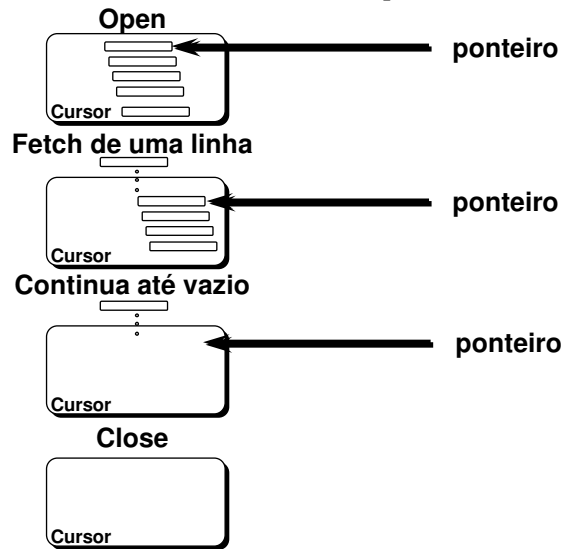 Open
ponteiro
Cursor
Fetch de uma linha
ponteiro
Cursor
Continua até vazio
ponteiro
Cursor
Close
Cursor